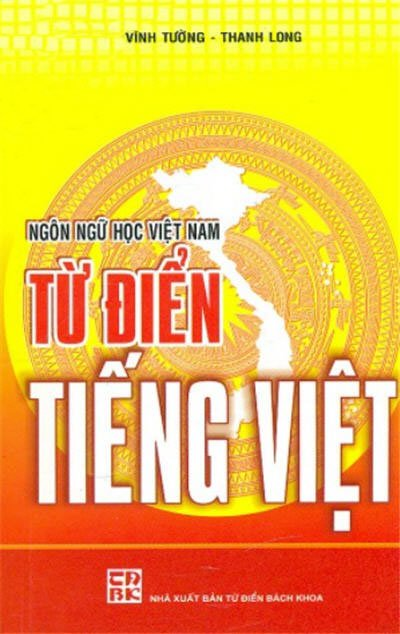 VĨNH TƯỜNG - THANH LONG
NGÔN NGỮ HỌC VIỆT NAM
TỪ ĐIỂN
TIẾNG VIỆT
TĐBK
NHÀ XUẤT BẢN TỪ ĐIỂN BÁCH KHOA